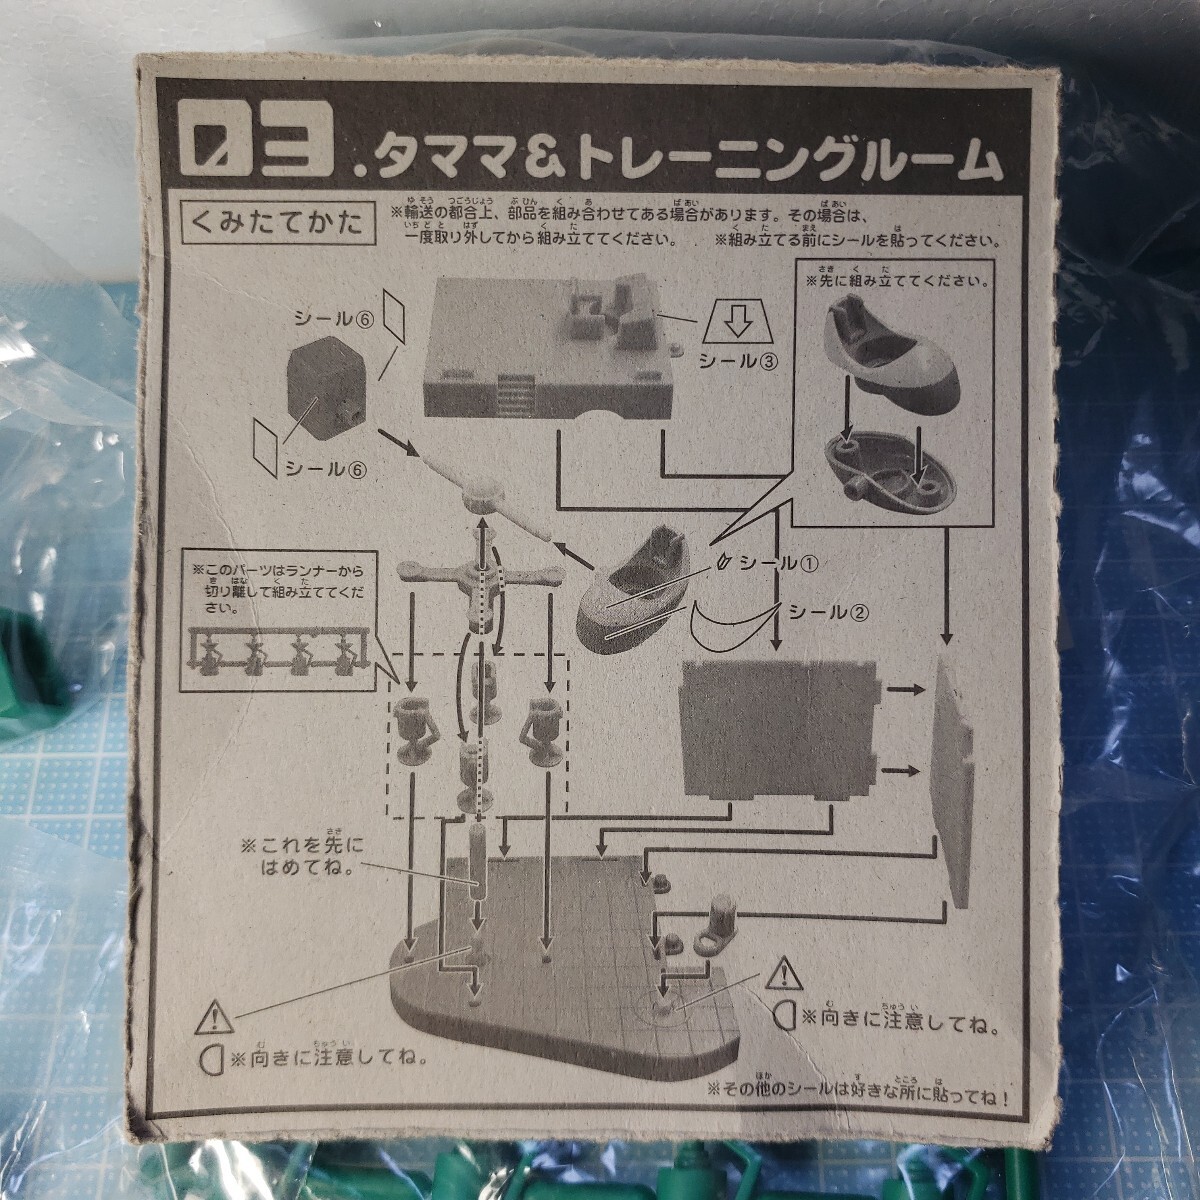 03.タママ&トレーニングルーム
くみたてかた
※輸送の都合上、部品を組み合わせてある場合があります。その場合は、
一度取り外してから組み立ててください。 ※組み立てる前にシールを貼ってください。
※先に組み立ててください。
シール⑥
シール③
シール⑥
シール①
シール②
※このパーツはランナーから
切り離して組み立ててくだ
さい。
※これを先に
はめてね。
※向きに注意してね。
※向きに注意してね。
※その他のシールは好きな所に貼ってね!